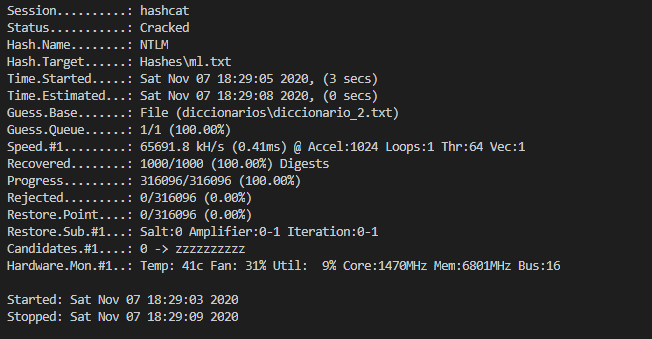 Session..........: hashcat
Status...........: Cracked
Hash.Name........: NTLM
Hash.Target......: Hashes\ml.txt
Time.Started.....: Sat Nov 07 18:29:05 2020, (3 secs)
Time.Estimated...: Sat Nov 07 18:29:08 2020, (0 secs)
Guess.Base.......: File (diccionarios\diccionario_2.txt)
Guess.Queue......: 1/1 (100.00%)
Speed.#1.........: 65691.8 kH/s (0.41ms) @ Accel:1024 Loops:1 Thr:64 Vec:1
Recovered........: 1000/1000 (100.00%) Digests
Progress.........: 316096/316096 (100.00%)
Rejected.........: 0/316096 (0.00%)
Restore.Point....: 0/316096 (0.00%)
Restore.Sub.#1...: Salt:0 Amplifier:0-1 Iteration:0-1
Candidates.#1....: 0 -> zzzzzzzzzz
Hardware.Mon.#1..: Temp: 41c Fan: 31% Util:  9% Core:1470MHz Mem:6801MHz Bus:16
Started: Sat Nov 07 18:29:03 2020
Stopped: Sat Nov 07 18:29:09 2020